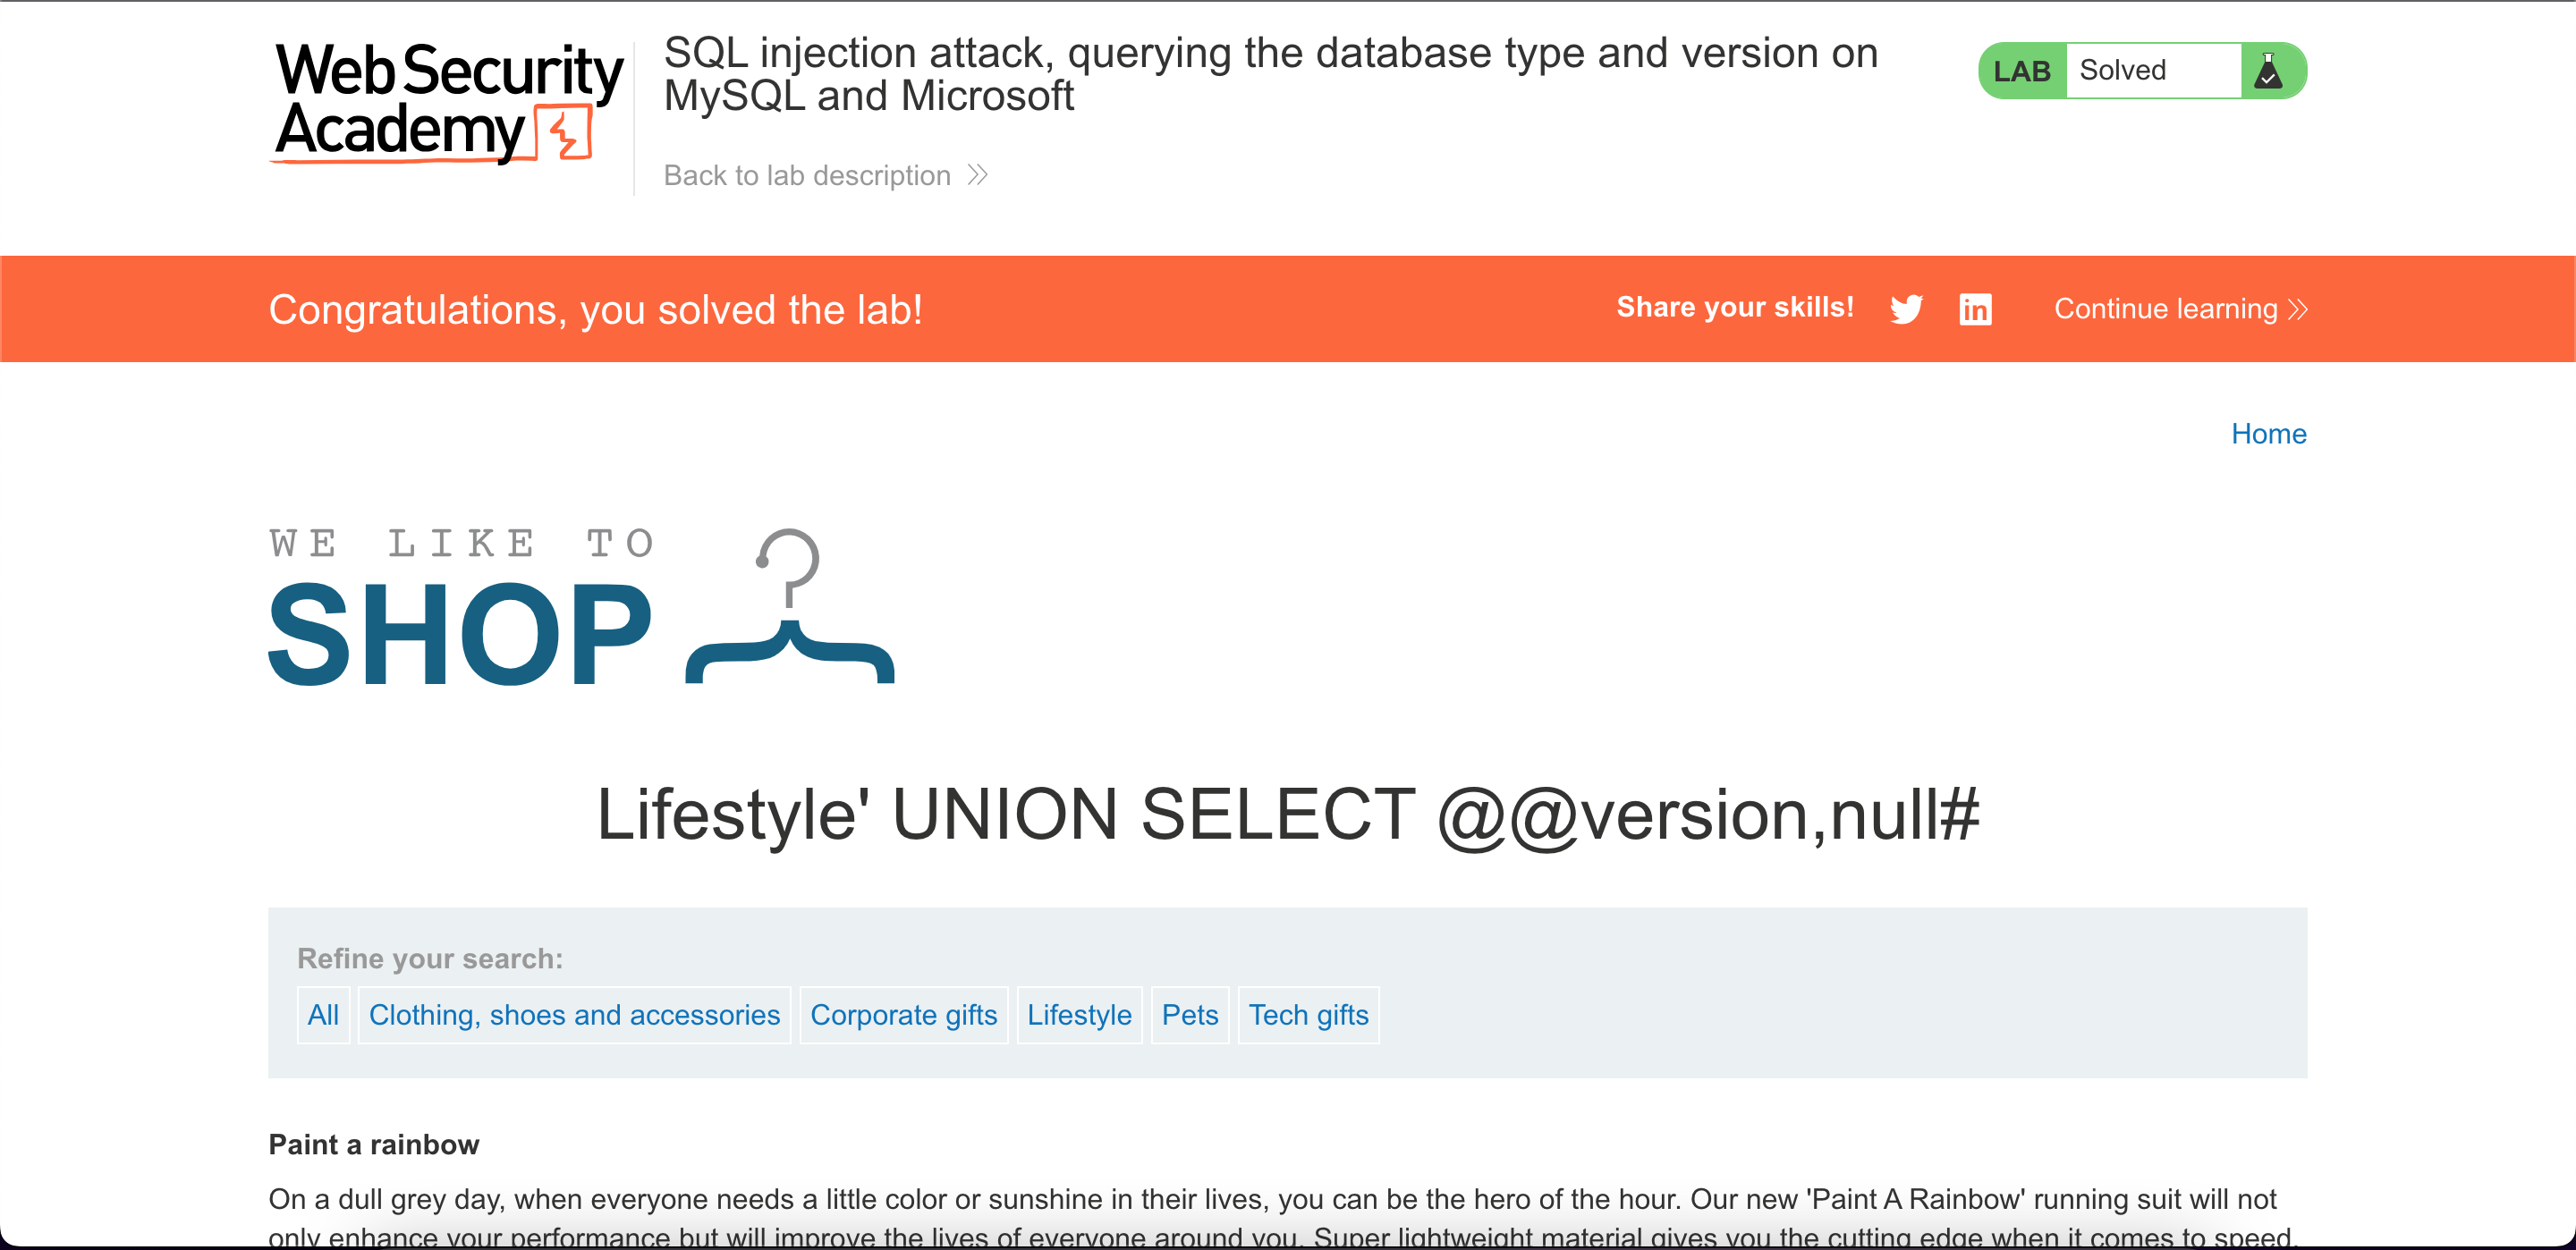 Web Security
Academy
SQL injection attack, querying the database type and version on
MySQL and Microsoft
Back to lab description
LAB Solved
Congratulations, you solved the lab!
Share your skills!
Continue learning
Home
WE LIKE TO
SHOP
Lifestyle' UNION SELECT @@version,null#
Refine your search:
All Clothing, shoes and accessories Corporate gifts Lifestyle Pets Tech gifts
Paint a rainbow
On a dull grey day, when everyone needs a little color or sunshine in their lives, you can be the hero of the hour. Our new 'Paint A Rainbow' running suit will not
only enhance your performance but will improve the lives of everyone around you. Super lightweight material gives you the cutting edge when it comes to speed.